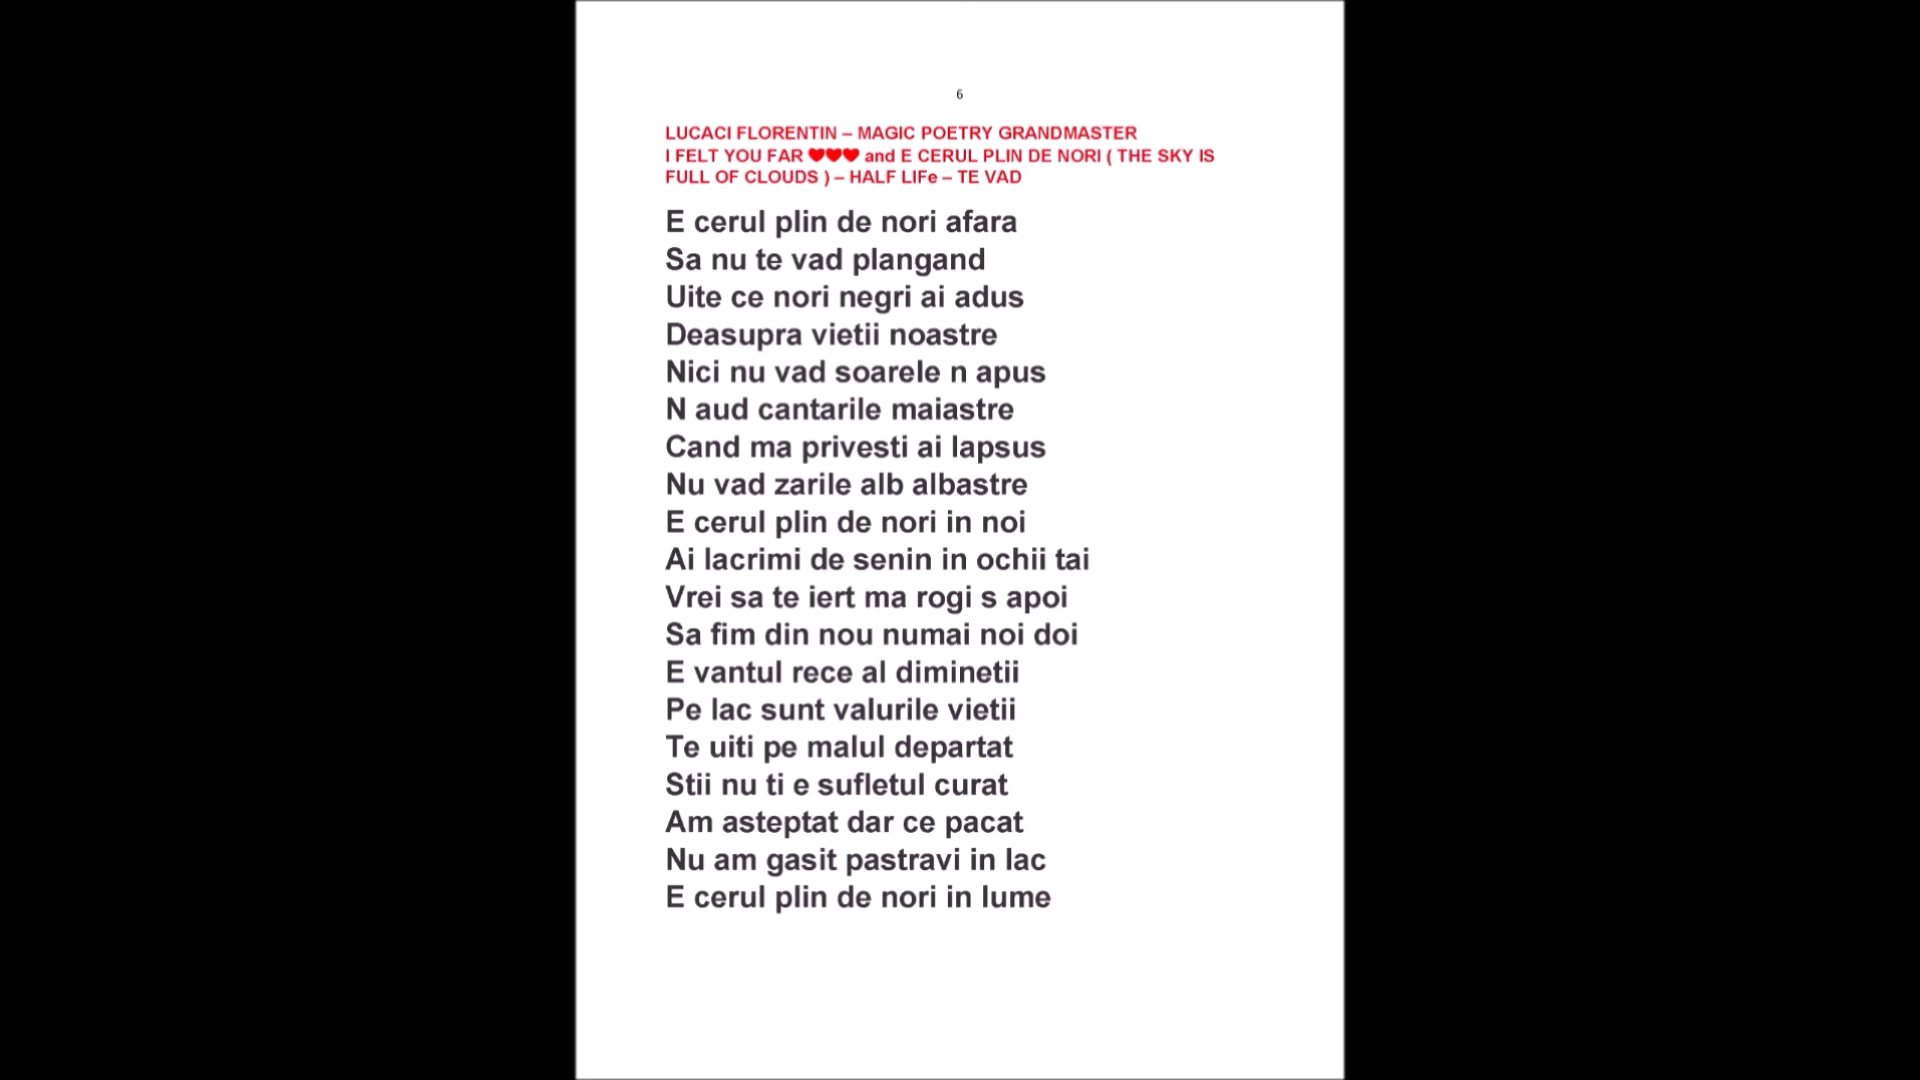 6
LUCACI FLORENTIN – MAGIC POETRY GRANDMASTER
I FELT YOU FAR ❤❤❤ and E CERUL PLIN DE NORI ( THE SKY IS
FULL OF CLOUDS ) – HALF LIFe – TE VAD
E cerul plin de nori afara
Sa nu te vad plangand
Uite ce nori negri ai adus
Deasupra vietii noastre
Nici nu vad soarele n apus
N aud cantarile maiastre
Cand ma privesti ai lapsus
Nu vad zarile alb albastre
E cerul plin de nori in noi
Ai lacrimi de senin in ochii tai
Vrei sa te iert ma rogi s apoi
Sa fim din nou numai noi doi
E vantul rece al diminetii
Pe lac sunt valurile vietii
Te uiti pe malul departat
Stii nu ti e sufletul curat
Am asteptat dar ce pacat
Nu am gasit pastravi in lac
E cerul plin de nori in lume